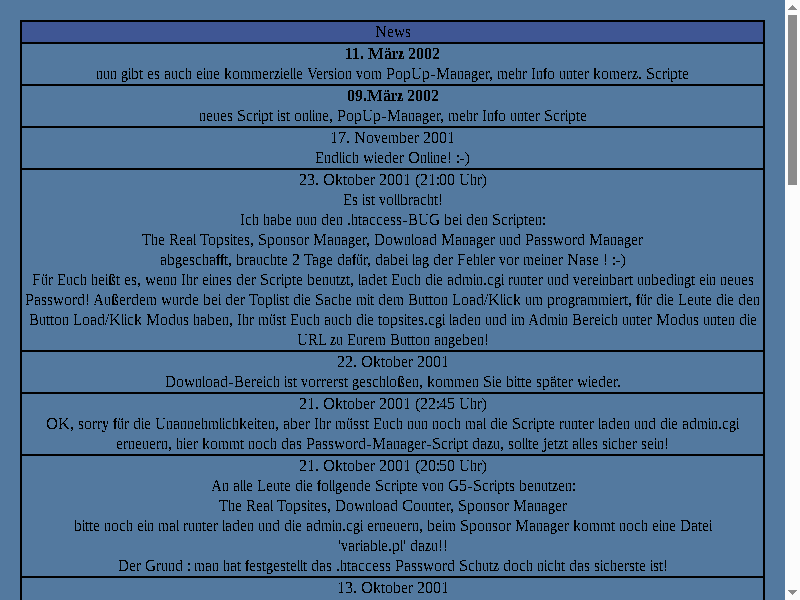 News
11. März 2002
nun gibt es auch eine kommerzielle Version vom PopUp-Manager, mehr Info unter komerz. Scripte
09.März 2002
neues Script ist online, PopUp-Manager, mehr Info unter Scripte
17. November 2001
Endlich wieder Online! :-)
23. Oktober 2001 (21:00 Uhr)
Es ist vollbracht!
Ich habe nun den .htaccess-BUG bei den Scripten:
The Real Topsites, Sponsor Manager, Download Manager und Password Manager
abgeschafft, brauchte 2 Tage dafür, dabei lag der Fehler vor meiner Nase ! :-)
Für Euch heißt es, wenn Ihr eines der Scripte benutzt, ladet Euch die admin.cgi runter und vereinbart unbedingt ein neues
Password! Außerdem wurde bei der Toplist die Sache mit dem Button Load/Klick um programmiert, für die Leute die den
Button Load/Klick Modus haben, Ihr müst Euch auch die topsites.cgi laden und im Admin Bereich unter Modus unten die
URL zu Eurem Button angeben!
22. Oktober 2001
Download-Bereich ist vorrerst geschloßen, kommen Sie bitte später wieder.
21. Oktober 2001 (22:45 Uhr)
OK, sorry für die Unannehmlichkeiten, aber Ihr müsst Euch nun noch mal die Scripte runter laden und die admin.cgi
erneuern, hier kommt noch das Password-Manager-Script dazu, sollte jetzt alles sicher sein!
21. Oktober 2001 (20:50 Uhr)
An alle Leute die follgende Scripte von G5-Scripts benutzen:
The Real Topsites, Download Counter, Sponsor Manager
bitte noch ein mal runter laden und die admin.cgi erneuern, beim Sponsor Manager kommt noch eine Datei
'variable.pl' dazu!!
Der Grund : man hat festgestellt das .htaccess Password Schutz doch nicht das sicherste ist!
13. Oktober 2001